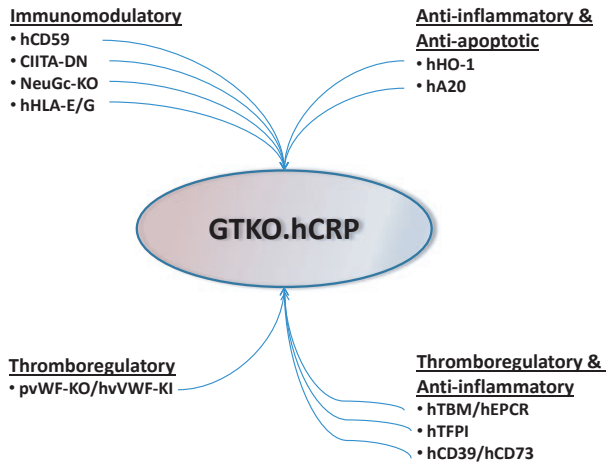 Immunomodulatory
• hCD59
• CIITA-DN
• NeuGc-KO
• hHLA-E/G
Anti-inflammatory &
Anti-apoptotic
• hHO-1
• hA20
GTKO.hCRP
Thromboregulatory
• pvWF-KO/hvVWF-KI
Thromboregulatory &
Anti-inflammatory
• hTBM/hEPCR
• hTFPI
• hCD39/hCD73